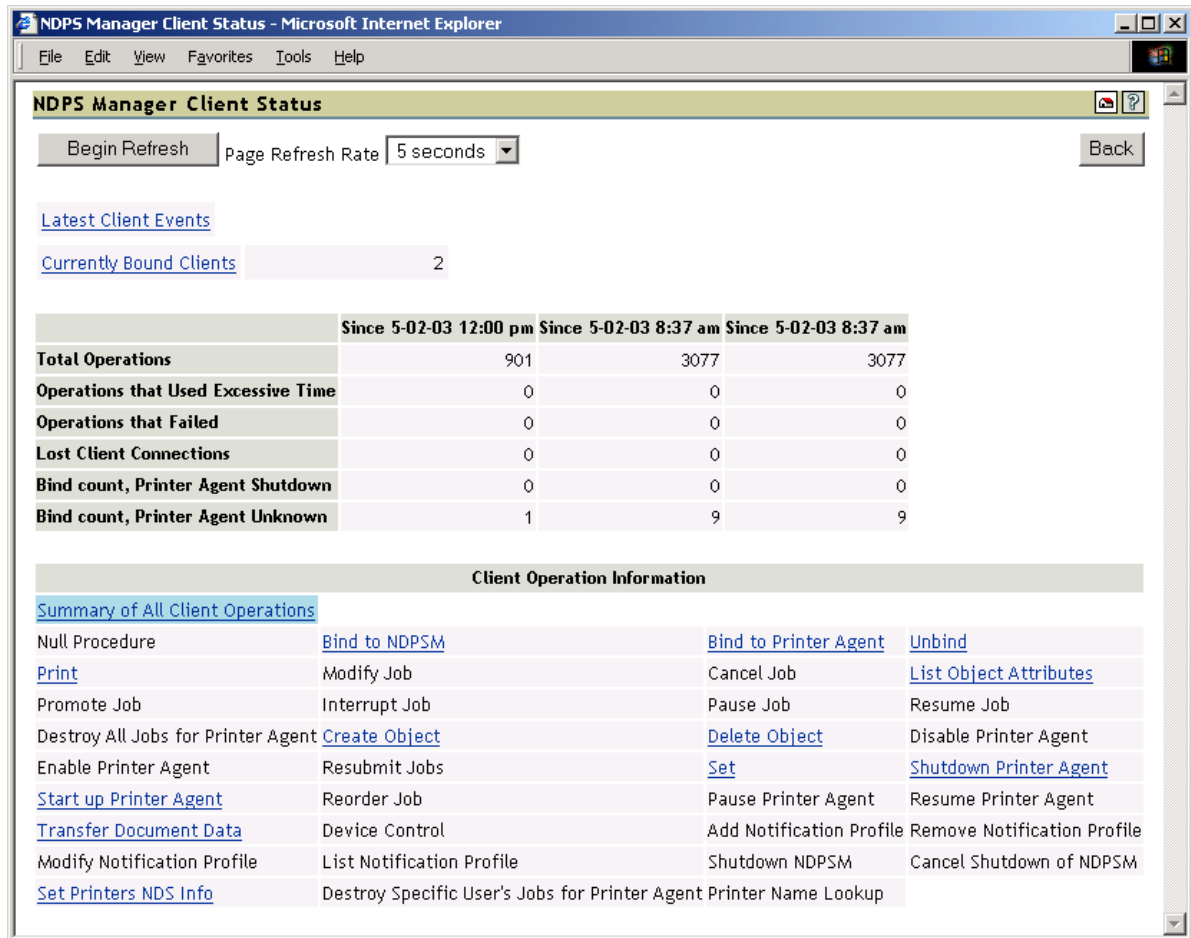 NDPS Manager Client Status - Microsoft Internet Explorer
File Edit View Favorites Tools Help
NDPS Manager Client Status ?
Begin Refresh Page Refresh Rate 5 seconds Back
Latest Client Events
Currently Bound Clients 2
Since 5-02-03 12:00 pm Since 5-02-03 8:37 am Since 5-02-03 8:37 am
Total Operations 901 3077 3077
Operations that Used Excessive Time 0 0 0
Operations that Failed 0 0 0
Lost Client Connections 0 0 0
Bind count, Printer Agent Shutdown 0 0 0
Bind count, Printer Agent Unknown 1 9 9
Client Operation Information
Summary of All Client Operations
Null Procedure Bind to NDPSM Bind to Printer Agent Unbind
Print Modify Job Cancel Job List Object Attributes
Promote Job Interrupt Job Pause Job Resume Job
Destroy All Jobs for Printer Agent Create Object Delete Object Disable Printer Agent
Enable Printer Agent Resubmit Jobs Set Shutdown Printer Agent
Start up Printer Agent Reorder Job Pause Printer Agent Resume Printer Agent
Transfer Document Data Device Control Add Notification Profile Remove Notification Profile
Modify Notification Profile List Notification Profile Shutdown NDPSM Cancel Shutdown of NDPSM
Set Printers NDS Info Destroy Specific User's Jobs for Printer Agent Printer Name Lookup